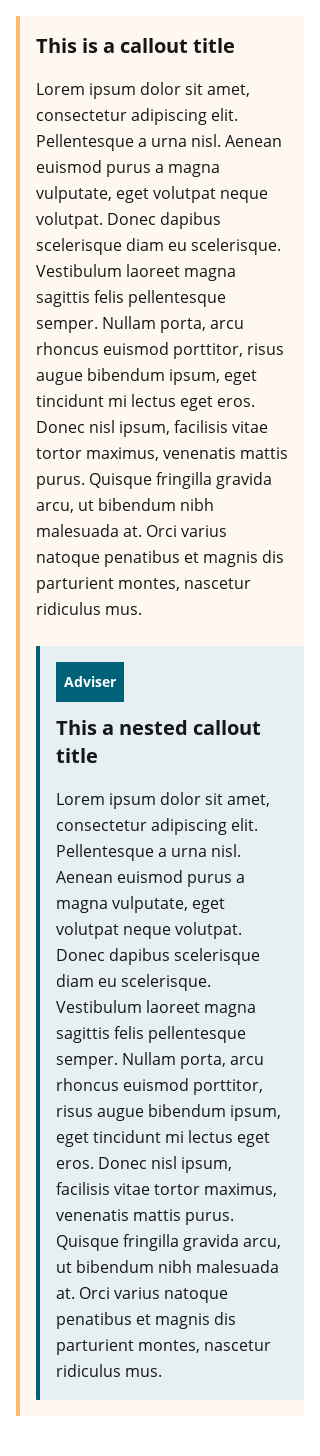 This is a callout title
Lorem ipsum dolor sit amet,
consectetur adipiscing elit.
Pellentesque a urna nisl. Aenean
euismod purus a magna
vulputate, eget volutpat neque
volutpat. Donec dapibus
scelerisque diam eu scelerisque.
Vestibulum laoreet magna
sagittis felis pellentesque
semper. Nullam porta, arcu
rhoncus euismod porttitor, risus
augue bibendum ipsum, eget
tincidunt mi lectus eget eros.
Donec nisl ipsum, facilisis vitae
tortor maximus, venenatis mattis
purus. Quisque fringilla gravida
arcu, ut bibendum nibh
malesuada at. Orci varius
natoque penatibus et magnis dis
parturient montes, nascetur
ridiculus mus.
Adviser
This a nested callout
title
Lorem ipsum dolor sit amet,
consectetur adipiscing elit.
Pellentesque a urna nisl.
Aenean euismod purus a
magna vulputate, eget
volutpat neque volutpat.
Donec dapibus scelerisque
diam eu scelerisque.
Vestibulum laoreet magna
sagittis felis pellentesque
semper. Nullam porta, arcu
rhoncus euismod porttitor,
risus augue bibendum ipsum,
eget tincidunt mi lectus eget
eros. Donec nisl ipsum,
facilisis vitae tortor maximus,
venenatis mattis purus.
Quisque fringilla gravida arcu,
ut bibendum nibh malesuada
at. Orci varius natoque
penatibus et magnis dis
parturient montes, nascetur
ridiculus mus.